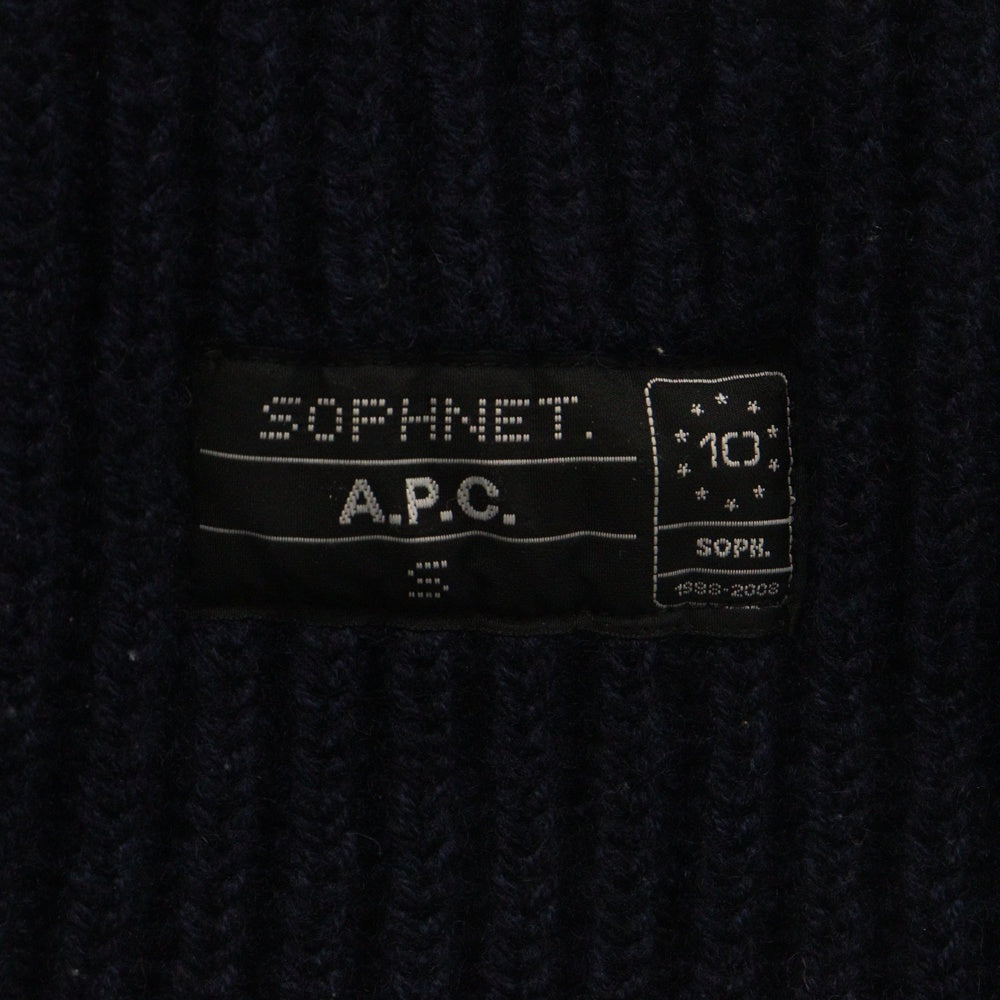 SOPHNET.
A.P.C.
S
10
SOPH.
1998-2008